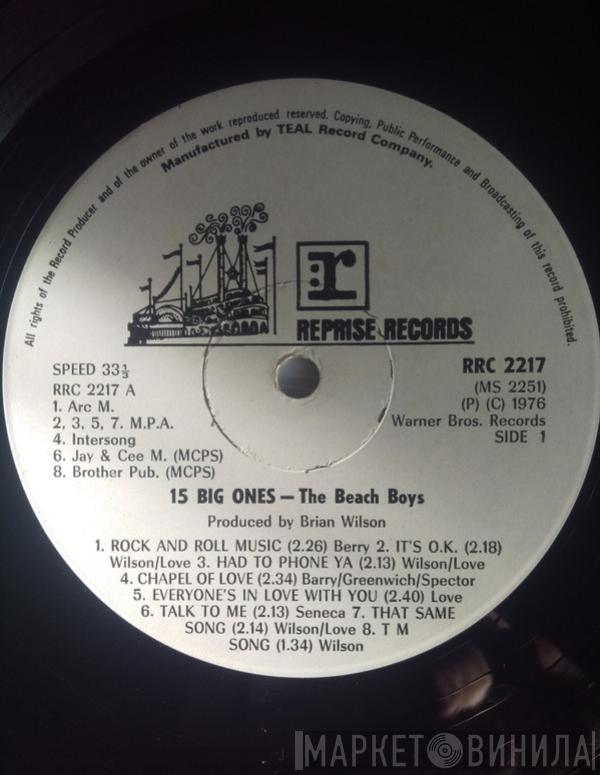 All rights of the Record Producer and of the owner of the work reproduced reserved. Copying, Public Performance and Broadcasting of this record prohibited.
Manufactured by TEAL Record Company.
:r
REPRISE RECORDS
SPEED 33⅓
RRC 2217 A
1. Arc M.
2, 3, 5, 7. M.P.A.
4. Intersong
6. Jay & Cee M. (MCPS)
8. Brother Pub. (MCPS)
RRC 2217
(MS 2251)
(P) (C) 1976
Warner Bros. Records
SIDE 1
15 BIG ONES — The Beach Boys
Produced by Brian Wilson
1. ROCK AND ROLL MUSIC (2.26) Berry 2. IT'S O.K. (2.18)
Wilson/Love 3. HAD TO PHONE YA (2.13) Wilson/Love
4. CHAPEL OF LOVE (2.34) Barry/Greenwich/Spector
5. EVERYONE'S IN LOVE WITH YOU (2.40) Love
6. TALK TO ME (2.13) Seneca 7. THAT SAME
SONG (2.14) Wilson/Love 8. T M
SONG (1.34) Wilson
МАРКЕТ ВИНИЛА